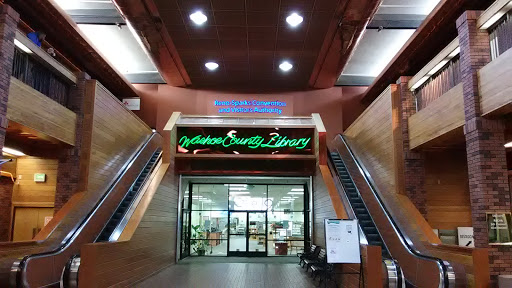 Reno Sparks Convention
and Visitors Authority
Washoe County Library